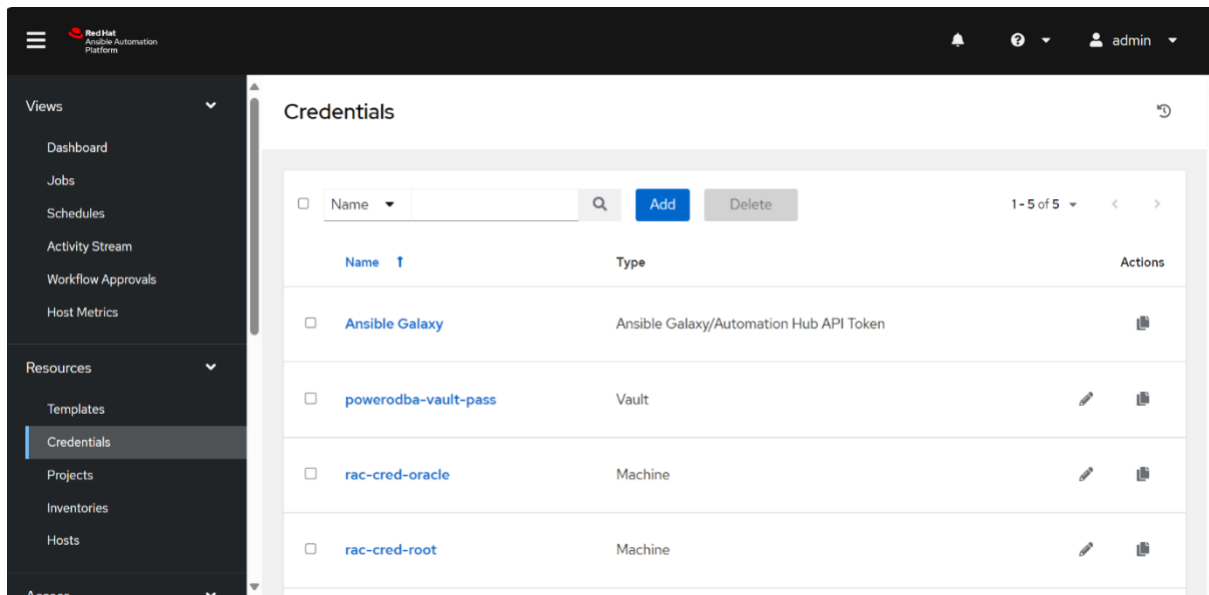 Red Hat
Ansible Automation
Platform
admin
Views
Dashboard
Jobs
Schedules
Activity Stream
Workflow Approvals
Host Metrics
Resources
Templates
Credentials
Projects
Inventories
Hosts
Credentials
Name
Add
Delete
1 - 5 of 5
Name
Type
Actions
Ansible Galaxy
Ansible Galaxy/Automation Hub API Token
powerodba-vault-pass
Vault
rac-cred-oracle
Machine
rac-cred-root
Machine